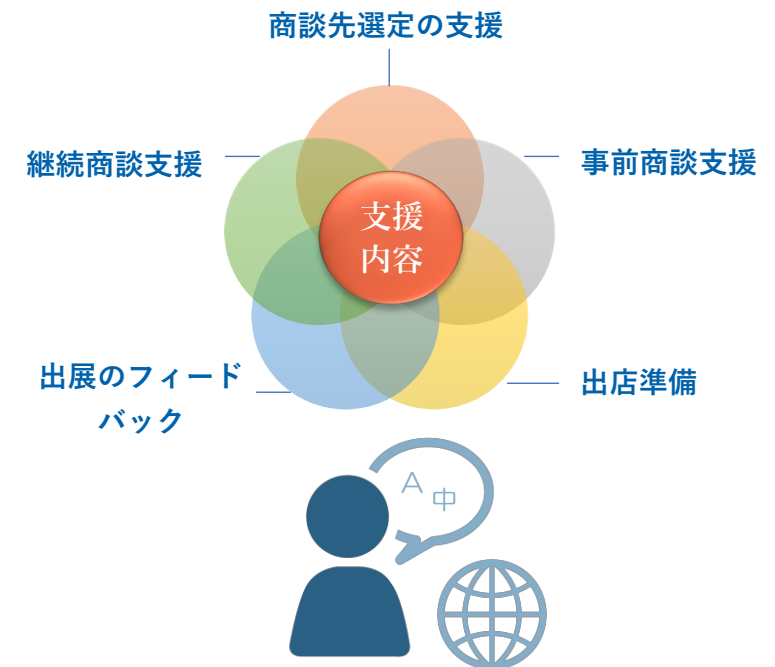 商談先選定の支援
継続商談支援
事前商談支援
支援
内容
出展のフィード
バック
出店準備
A 中